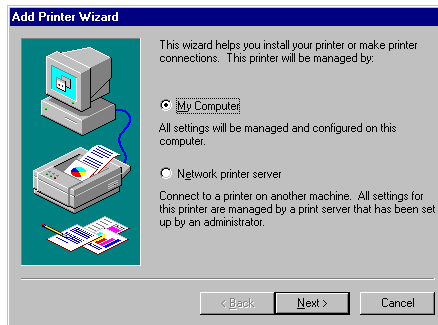 Add Printer Wizard
This wizard helps you install your printer or make printer
connections. This printer will be managed by:
My Computer
All settings will be managed and configured on this
computer.
Network printer server
Connect to a printer on another machine. All settings for
this printer are managed by a print server that has been set
up by an administrator.
< Back
Next >
Cancel